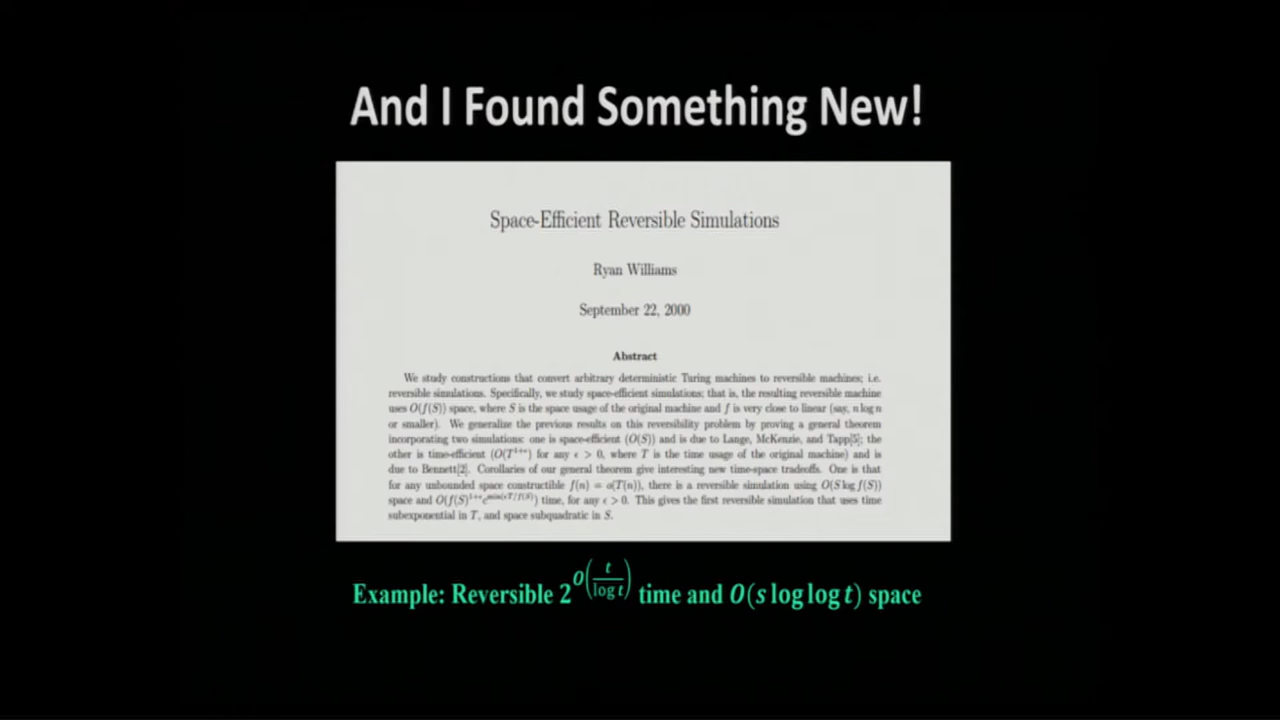 And I Found Something New!
Space-Efficient Reversible Simulations
Ryan Williams
September 22, 2000
Abstract
We study constructions that convert arbitrary deterministic Turing machines to reversible machines; i.e.
reversible simulations. Specifically, we study space-efficient simulations; that is, the resulting reversible machine
uses O(f(S)) space, where S is the space usage of the original machine and f is very close to linear (say, n log n
or smaller). We generalize the previous results on this reversibility problem by proving a general theorem
incorporating two simulations: one is space-efficient (O(S)) and is due to Lange, McKenzie, and Tapp[5]; the
other is time-efficient (O(T^{1+ϵ}) for any ϵ > 0, where T is the time usage of the original machine) and is
due to Bennett[2]. Corollaries of our general theorem give interesting new time-space tradeoffs. One is that
for any unbounded space constructible f(n) = o(T(n)), there is a reversible simulation using O(S log f(S))
space and time, for any ϵ > 0. This gives the first reversible simulation that uses time
subexponential in T, and space subquadratic in S.
Example: Reversible 2^{O(t/log t)} time and O(s log log t) space